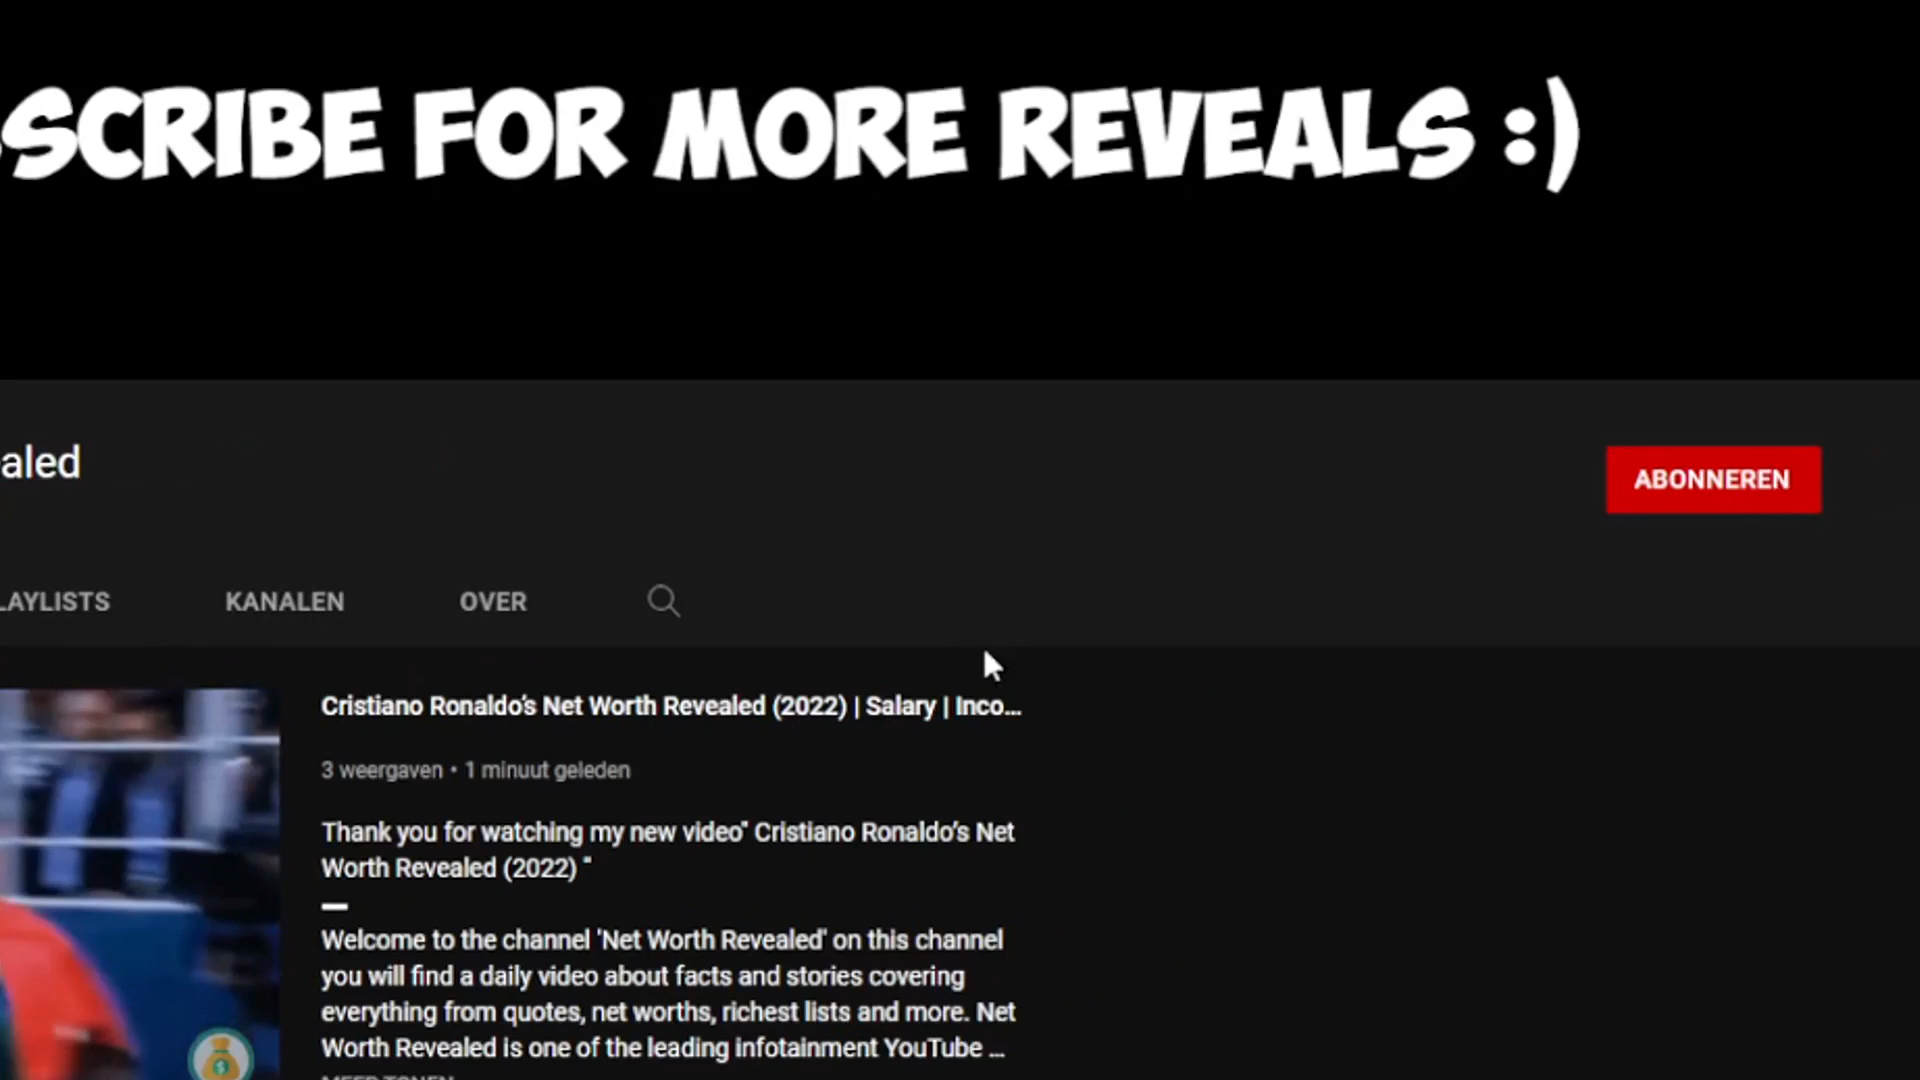 SCRIBE FOR MORE REVEALS :)
ealed
ABONNEREN
LAYLISTS
KANALEN
OVER
Cristiano Ronaldo's Net Worth Revealed (2022) | Salary | Inco...
3 weergaven • 1 minuut geleden
Thank you for watching my new video" Cristiano Ronaldo's Net
Worth Revealed (2022) "
—
Welcome to the channel 'Net Worth Revealed' on this channel
you will find a daily video about facts and stories covering
everything from quotes, net worths, richest lists and more. Net
Worth Revealed is one of the leading infotainment YouTube ...
MEER TONEN